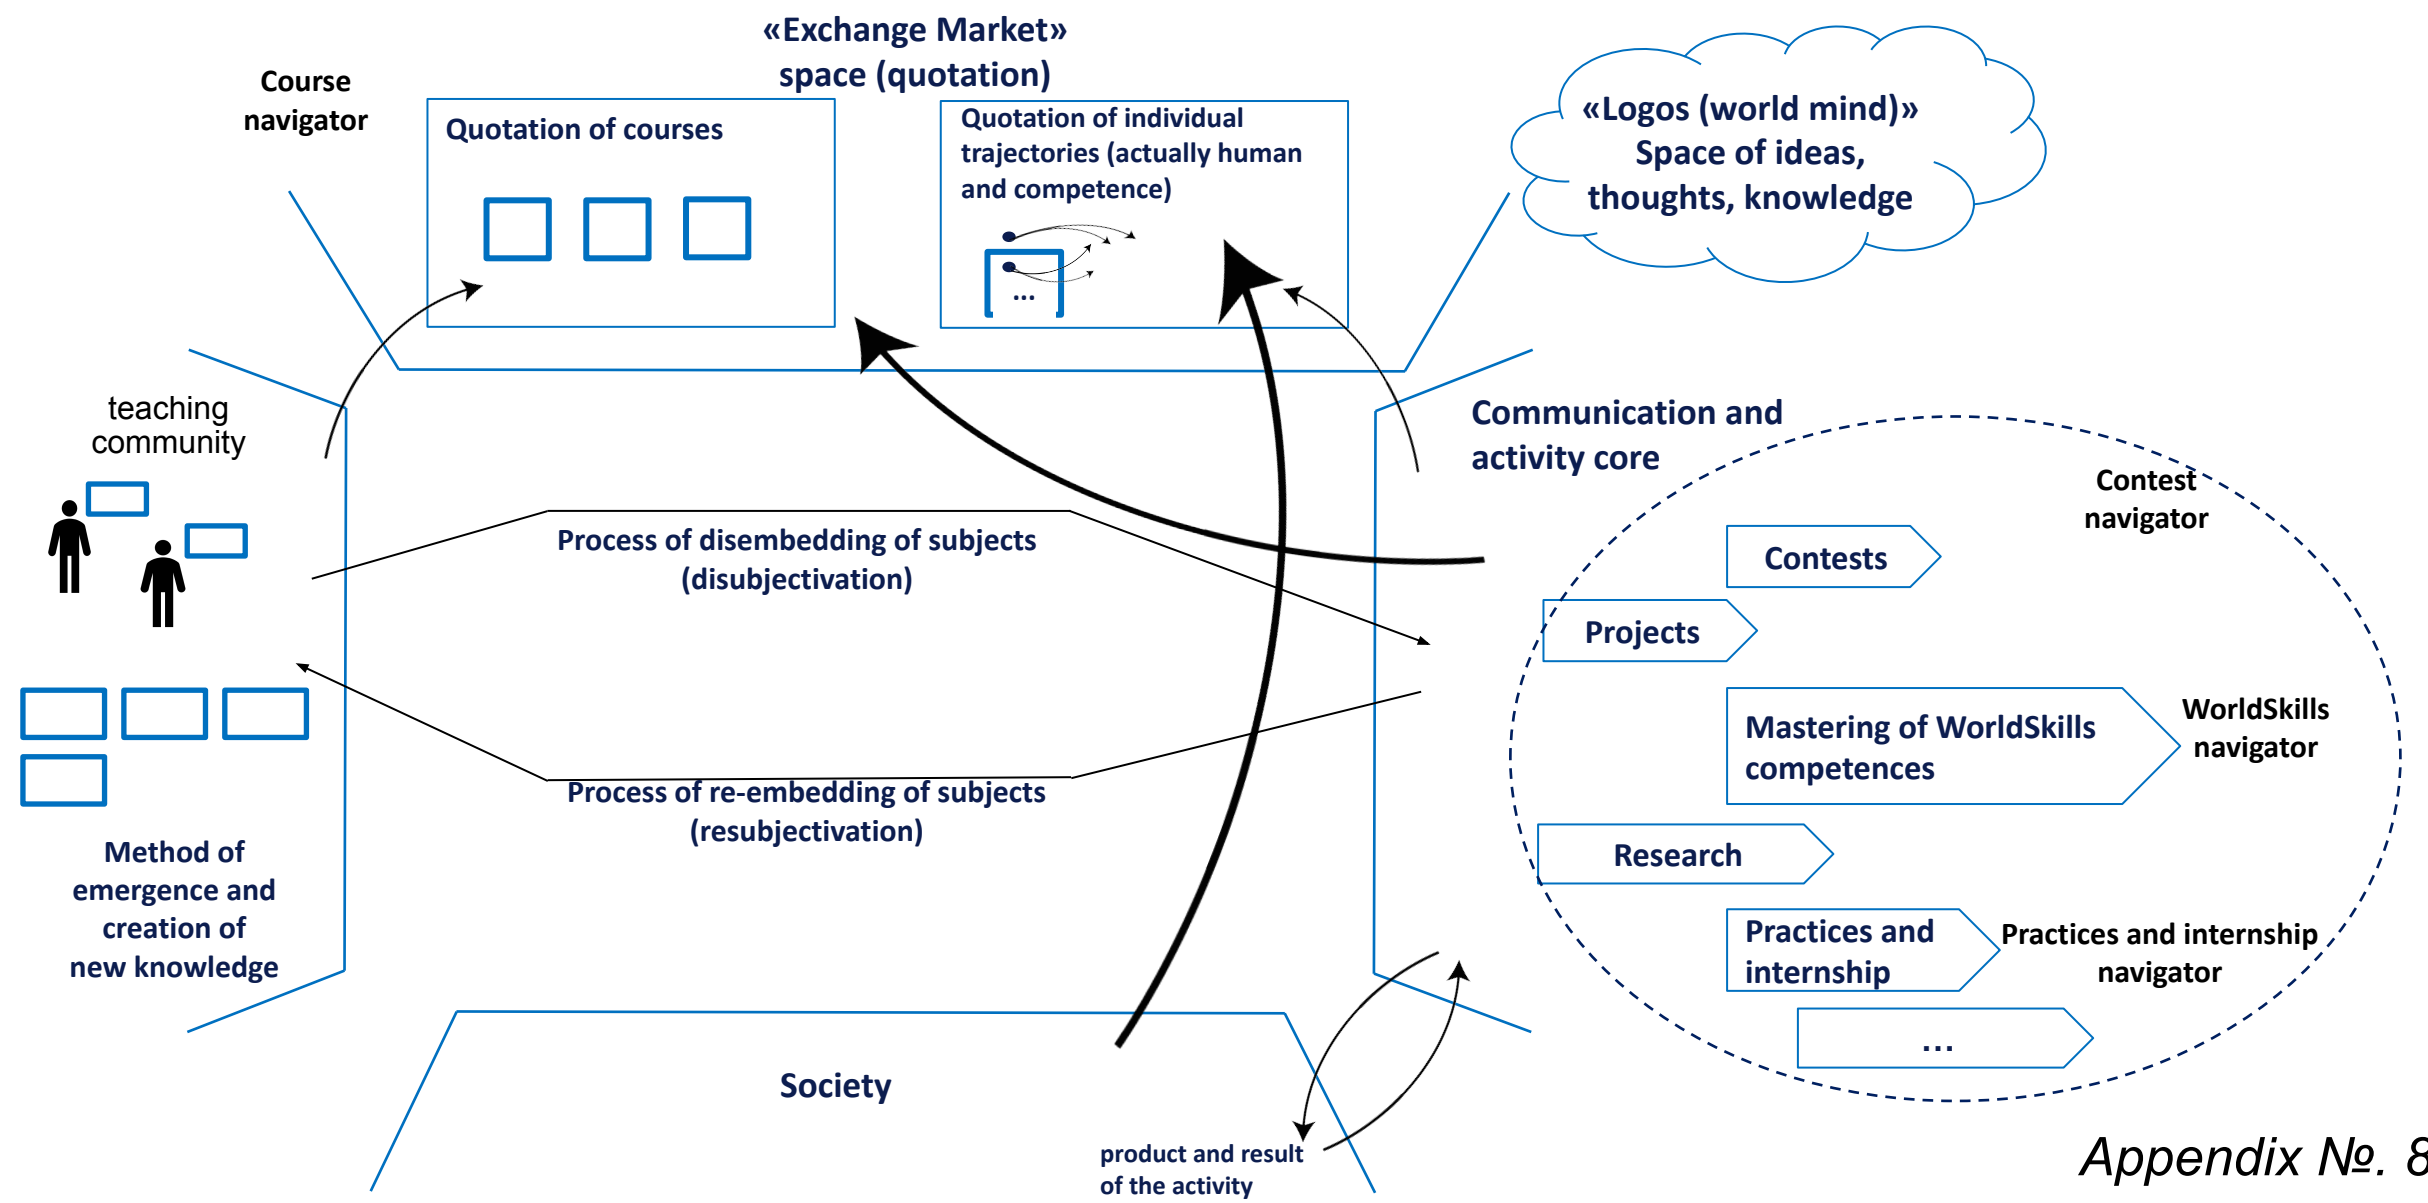 «Exchange Market»
space (quotation)
Course
navigator
Quotation of courses
Quotation of individual
trajectories (actually human
and competence)
...
«Logos (world mind)»
Space of ideas,
thoughts, knowledge
teaching
community
Communication and
activity core
Contest
navigator
Process of disembedding of subjects
(disubjectivation)
Contests
Projects
Mastering of WorldSkills
competences
WorldSkills
navigator
Process of re-embedding of subjects
(resubjectivation)
Research
Method of
emergence and
creation of
new knowledge
Practices and
internship
Practices and internship
navigator
...
Society
product and result
of the activity
Appendix №. 8